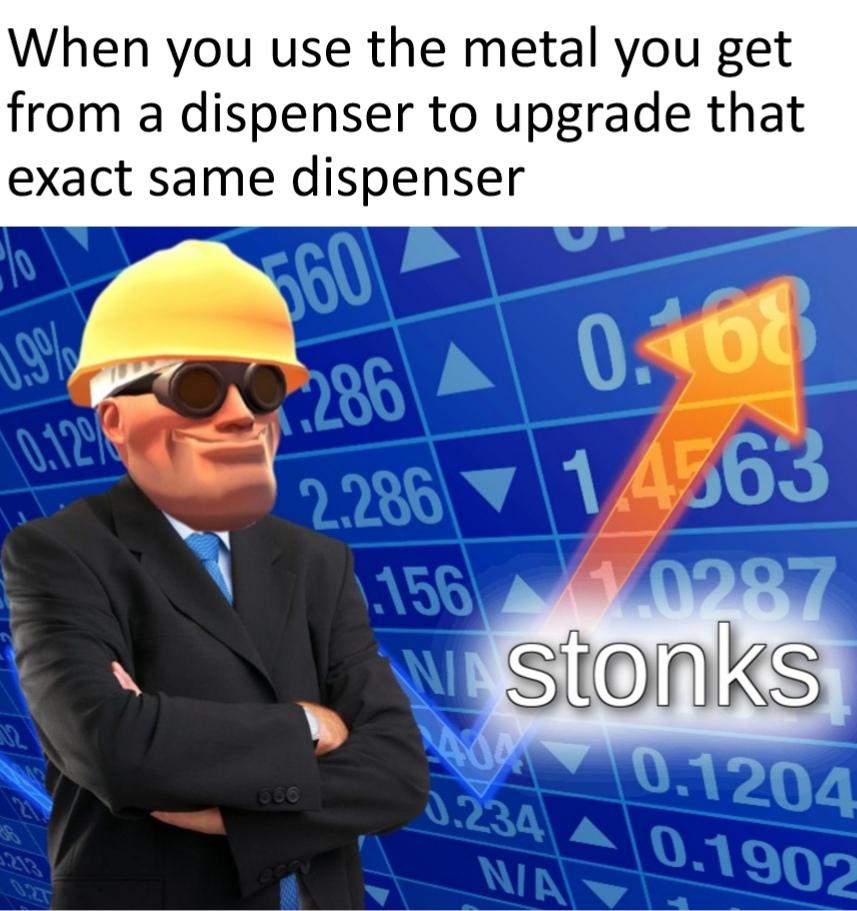 When you use the metal you get
from a dispenser to upgrade that
exact same dispenser
560
0.168
0.9%
.286
0.12%
2.286
1.4563
.156
1.0287
N/A
stonks
404
0.1204
0.234
0.1902
N/A
.213